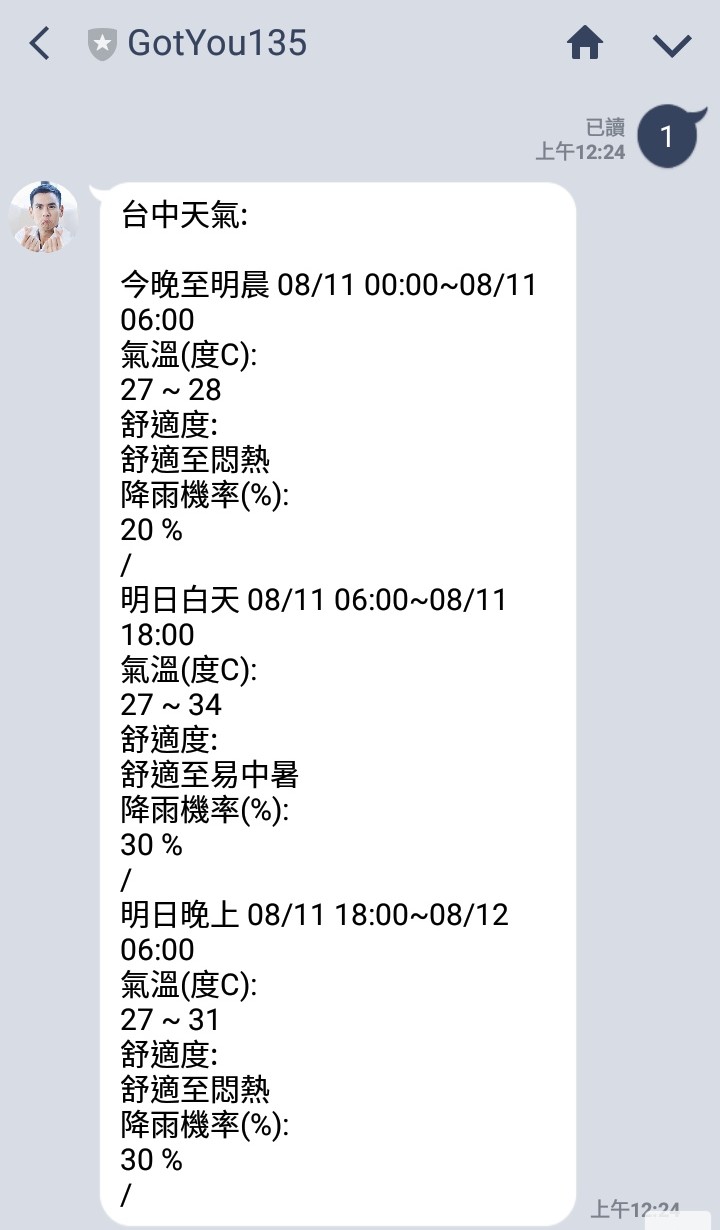 GotYou135
已讀
上午12:24
1
台中天氣:
今晚至明晨 08/11 00:00~08/11
06:00
氣溫(度C):
27 ~ 28
舒適度:
舒適至悶熱
降雨機率(%):
20 %
/
明日白天 08/11 06:00~08/11
18:00
氣溫(度C):
27 ~ 34
舒適度:
舒適至易中暑
降雨機率(%):
30 %
/
明日晚上 08/11 18:00~08/12
06:00
氣溫(度C):
27 ~ 31
舒適度:
舒適至悶熱
降雨機率(%):
30 %
/
上午12:24